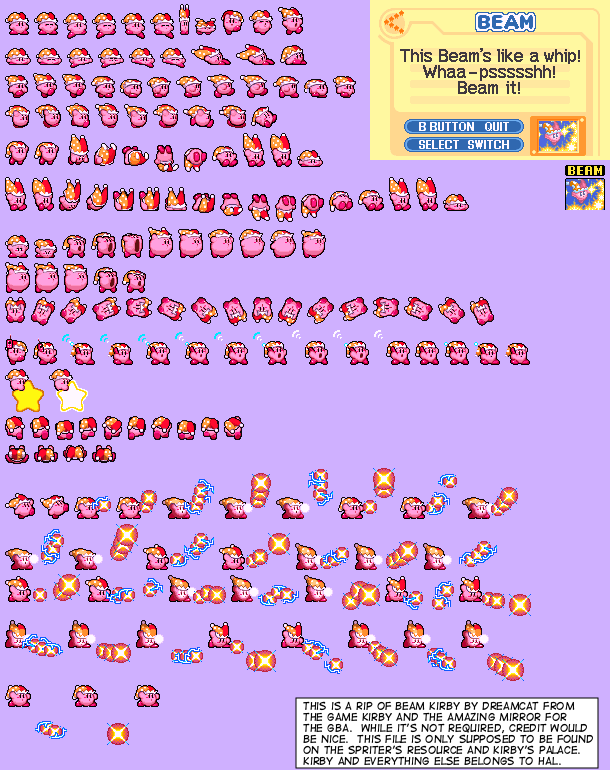 BEAM
This Beam's like a whip!
Whaa-pssssshh!
Beam it!
B BUTTON QUIT
SELECT SWITCH
BEAM
THIS IS A RIP OF BEAM KIRBY BY DREAMCAT FROM
THE GAME KIRBY AND THE AMAZING MIRROR FOR
THE GBA. WHILE IT'S NOT REQUIRED, CREDIT WOULD
BE NICE. THIS FILE IS ONLY SUPPOSED TO BE FOUND
ON THE SPRITER'S RESOURCE AND KIRBY'S PALACE.
KIRBY AND EVERYTHING ELSE BELONGS TO HAL.